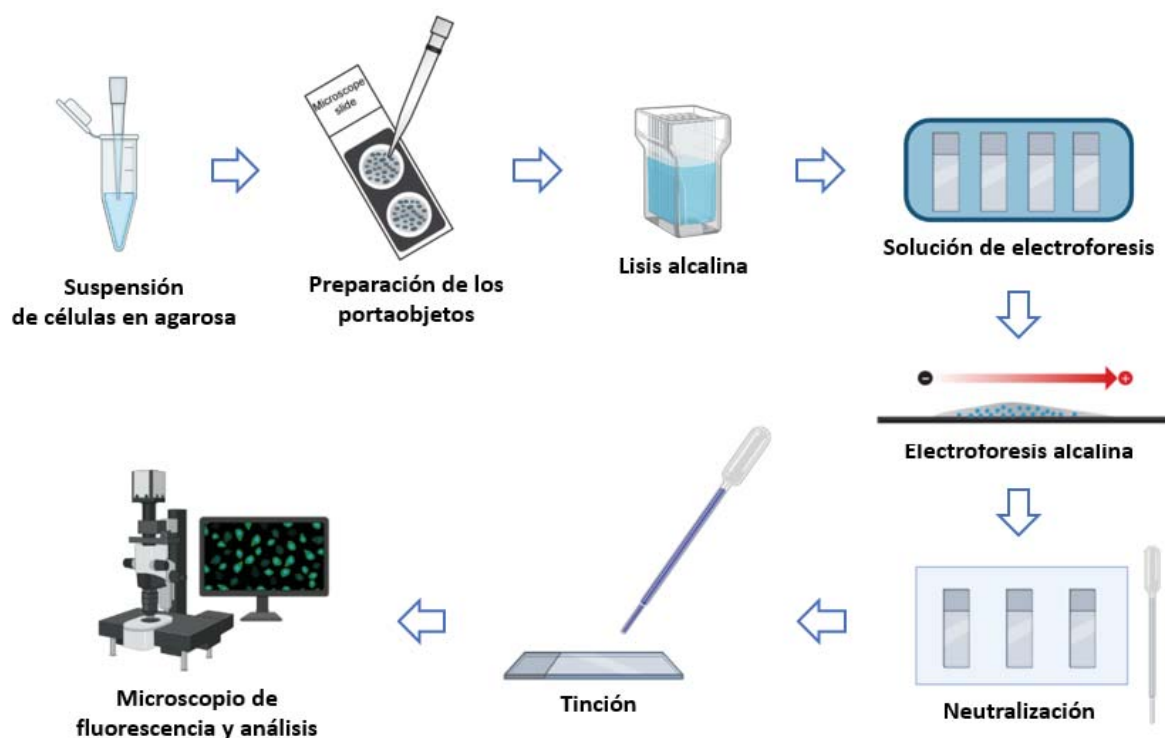 Microscope
slide
Suspensión
de células en agarosa
Preparación de los
portaobjetos
Lisis alcalina
Solución de electroforesis
− +
Electroforesis alcalina
Neutralización
Tinción
Microscopio de
fluorescencia y análisis